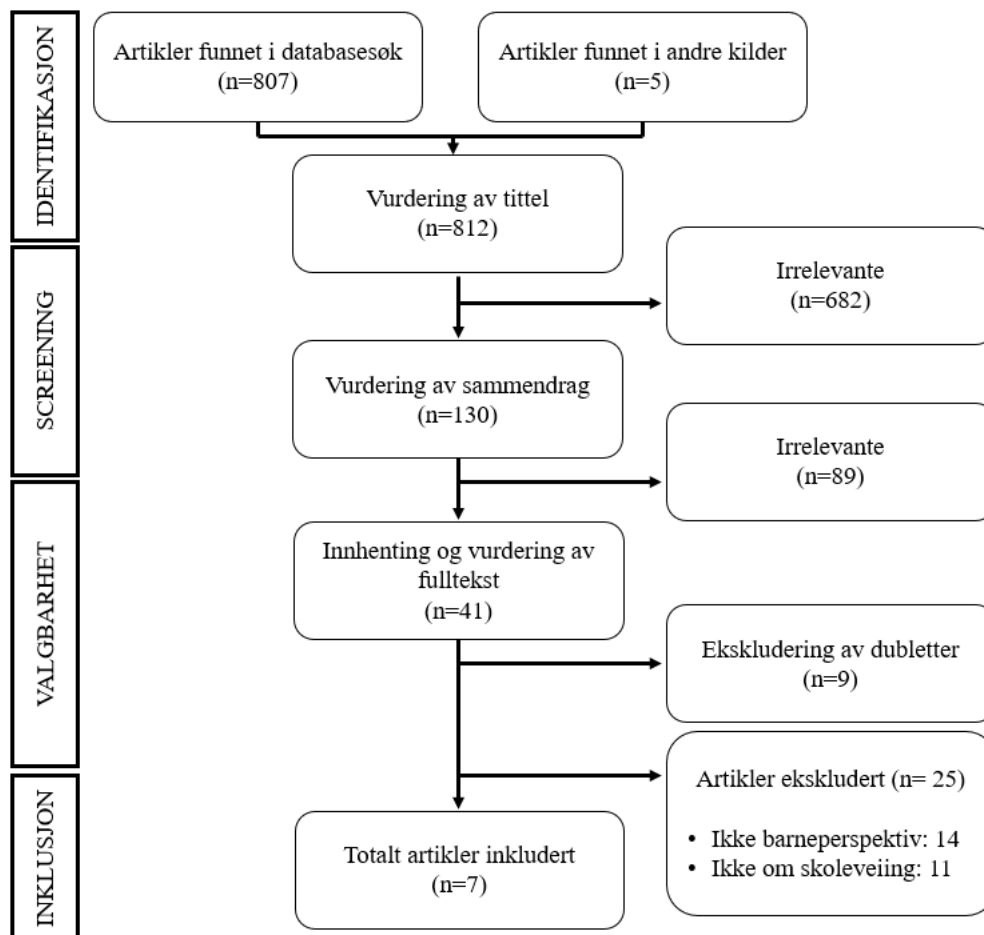 IDENTIFIKASJON
Artikler funnet i databasesøk
(n=807)
Artikler funnet i andre kilder
(n=5)
Vurdering av tittel
(n=812)
SCREENING
Irrelevante
(n=682)
Vurdering av sammendrag
(n=130)
Irrelevante
(n=89)
VALGBARHET
Innhenting og vurdering av
fulltekst
(n=41)
Ekskludering av dubletter
(n=9)
Artikler ekskludert (n= 25)
• Ikke barneperspektiv: 14
• Ikke om skoleveiing: 11
INKLUSJON
Totalt artikler inkludert
(n=7)